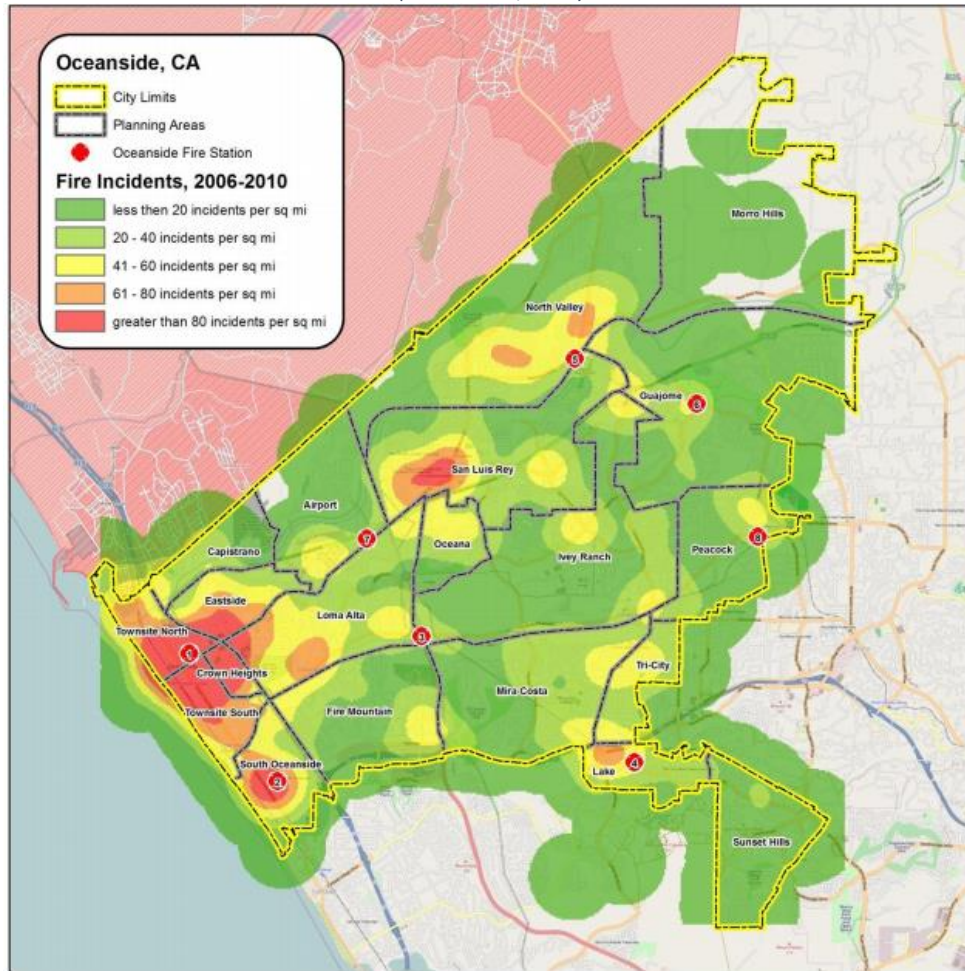 Oceanside, CA
City Limits
Planning Areas
Oceanside Fire Station
Fire Incidents, 2006-2010
less then 20 incidents per sq mi
20 - 40 incidents per sq mi
41 - 60 incidents per sq mi
61 - 80 incidents per sq mi
greater than 80 incidents per sq mi
Morro Hills
North Valley
5
Guajome
6
San Luis Rey
Airport
7
Oceana
8
Capistrano
Ivey Ranch
Peacock
Eastside
Loma Alta
Townsite North
3
1
Crown Heights
Tri-City
Mira-Costa
Townsite South
Fire Mountain
South Oceanside
4
Lake
2
Sunset Hills